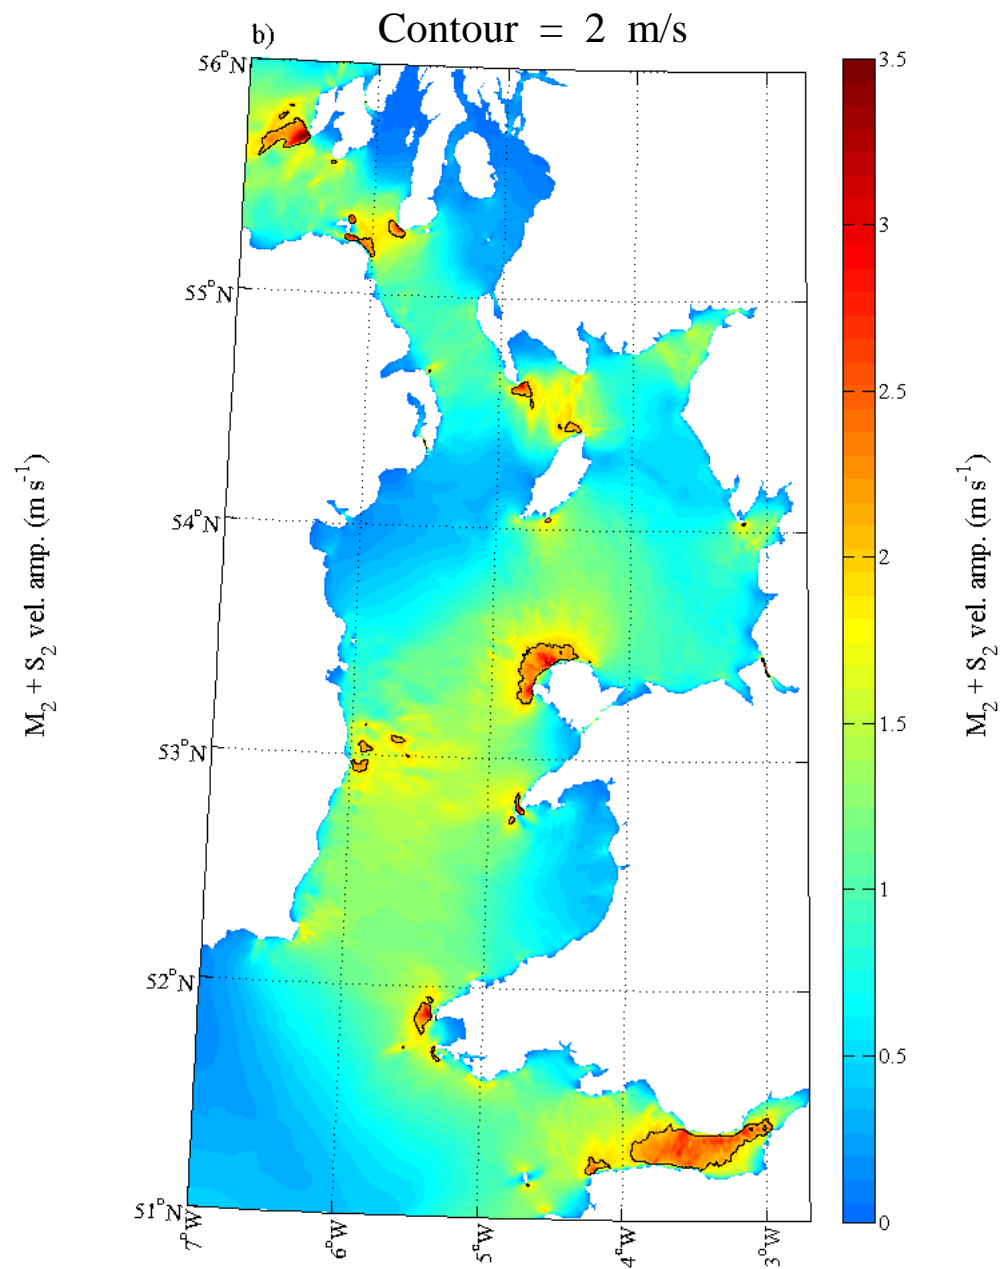 b) Contour = 2 m/s
56°N
55°N
54°N
53°N
52°N
51°N
7°W
6°W
5°W
4°W
3°W
3.5
3
2.5
2
1.5
1
0.5
0
M₂ + S₂ vel. amp. (m s⁻¹)
M₂ + S₂ vel. amp. (m s⁻¹)